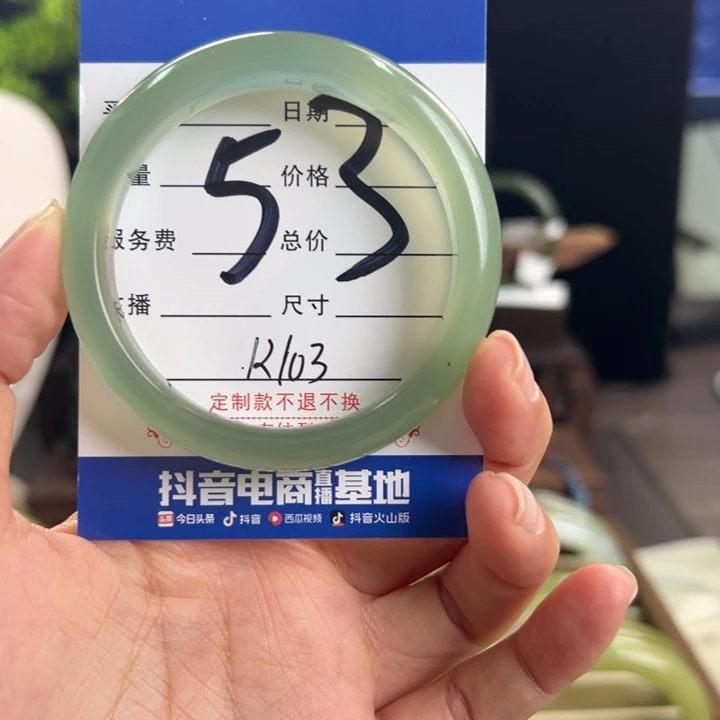 日期
53
量 价格
服务费 总价
播 尺寸
K103
定制款不退不换
抖音电商直播基地
今日头条 抖音 西瓜视频 抖音火山版